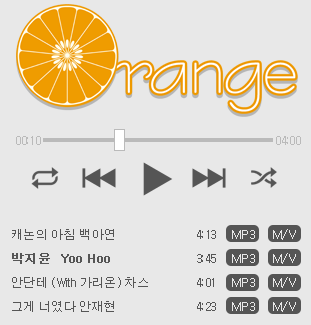 Orange
00:10 04:00
캐논의 아침 백아연 4:13 MP3 M/V
박지윤 Yoo Hoo 3:45 MP3 M/V
안단테 (With 가리온) 차스 4:01 MP3 M/V
그게 너였다 안재현 4:23 MP3 M/V